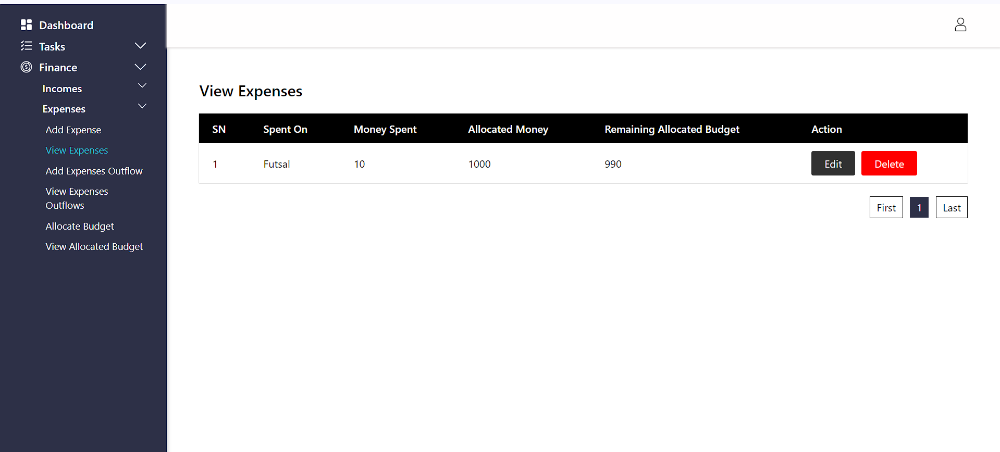 Dashboard
Tasks
Finance
Incomes
Expenses
Add Expense
View Expenses
Add Expenses Outflow
View Expenses
Outflows
Allocate Budget
View Allocated Budget
View Expenses
SN Spent On Money Spent Allocated Money Remaining Allocated Budget Action
1 Futsal 10 1000 990 Edit Delete
First 1 Last